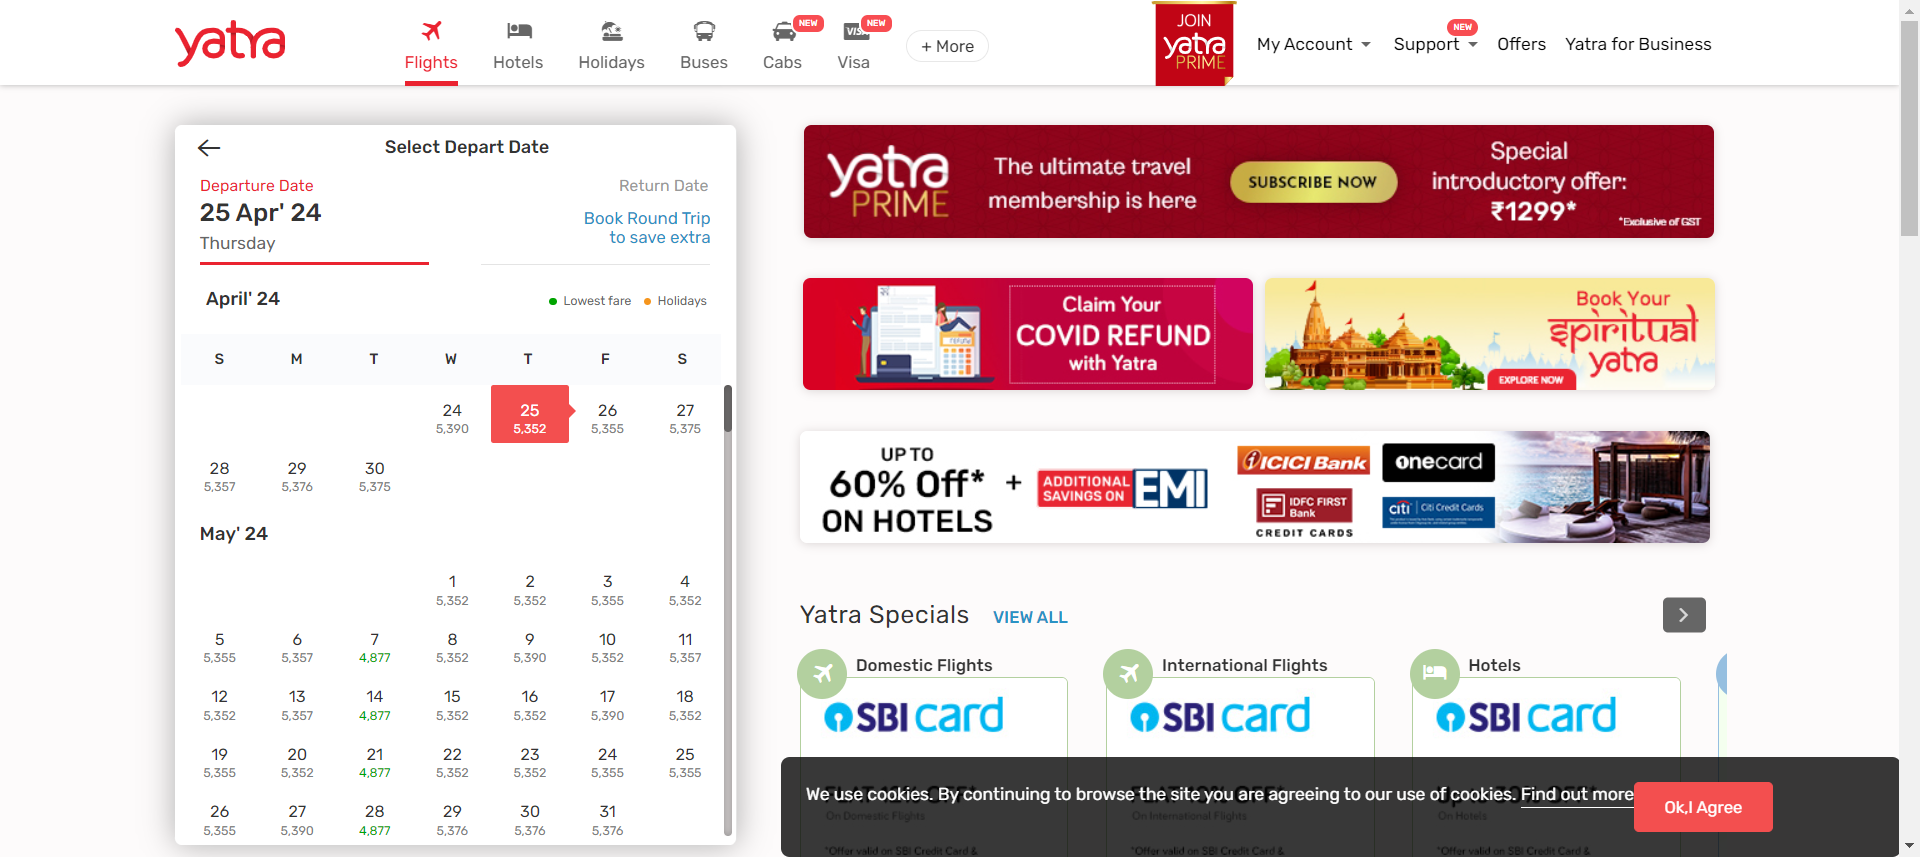 yatra
Flights
Hotels
Holidays
Buses
NEW
Cabs
VISA
NEW
Visa
+ More
JOIN
yatra
PRIME
My Account
NEW
Support
Offers
Yatra for Business
Select Depart Date
Departure Date
25 Apr' 24
Thursday
Return Date
Book Round Trip
to save extra
April' 24
Lowest fare
Holidays
S M T W T F S
24 25 26 27
5,390 5,352 5,355 5,375
28 29 30
5,357 5,376 5,375
May' 24
1 2 3 4
5,352 5,352 5,355 5,352
5 6 7 8 9 10 11
5,355 5,357 4,877 5,352 5,390 5,352 5,357
12 13 14 15 16 17 18
5,352 5,357 4,877 5,352 5,352 5,390 5,352
19 20 21 22 23 24 25
5,355 5,352 4,877 5,352 5,352 5,355 5,355
26 27 28 29 30 31
5,355 5,390 4,877 5,376 5,376 5,376
yatra
PRIME
The ultimate travel
membership is here
SUBSCRIBE NOW
Special
introductory offer:
₹1299*
*Exclusive of GST
Claim Your
COVID REFUND
with Yatra
Book Your
spiritual
yatra
EXPLORE NOW
UP TO
60% Off*
ON HOTELS
+
ADDITIONAL
SAVINGS ON
EMI
ICICI Bank
onecard
IDFC FIRST
Bank
citi Citi Credit Cards
CREDIT CARDS
Yatra Specials
VIEW ALL
Domestic Flights
SBI card
On Domestic Flights
*Offer valid on SBI Credit Card &
International Flights
SBI card
On International Flights
*Offer valid on SBI Credit Card &
Hotels
SBI card
On Hotels
*Offer valid on SBI Credit Card &
We use cookies. By continuing to browse the site you are agreeing to our use of cookies. Find out more
Ok,I Agree